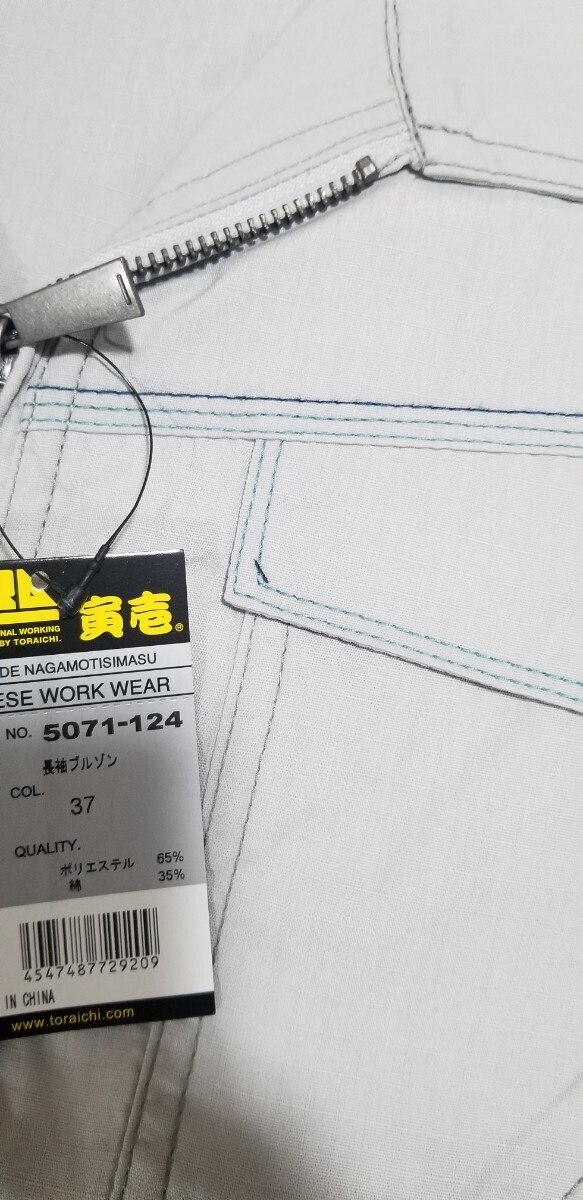 寅壱®
NAL WORKING
BY TORAICHI.
DE NAGAMOTISIMASU
ESE WORK WEAR
NO. 5071-124
長袖ブルゾン
COL.
37
QUALITY.
ポリエステル 65%
綿 35%
4547487729209
IN CHINA
www.toraichi.com